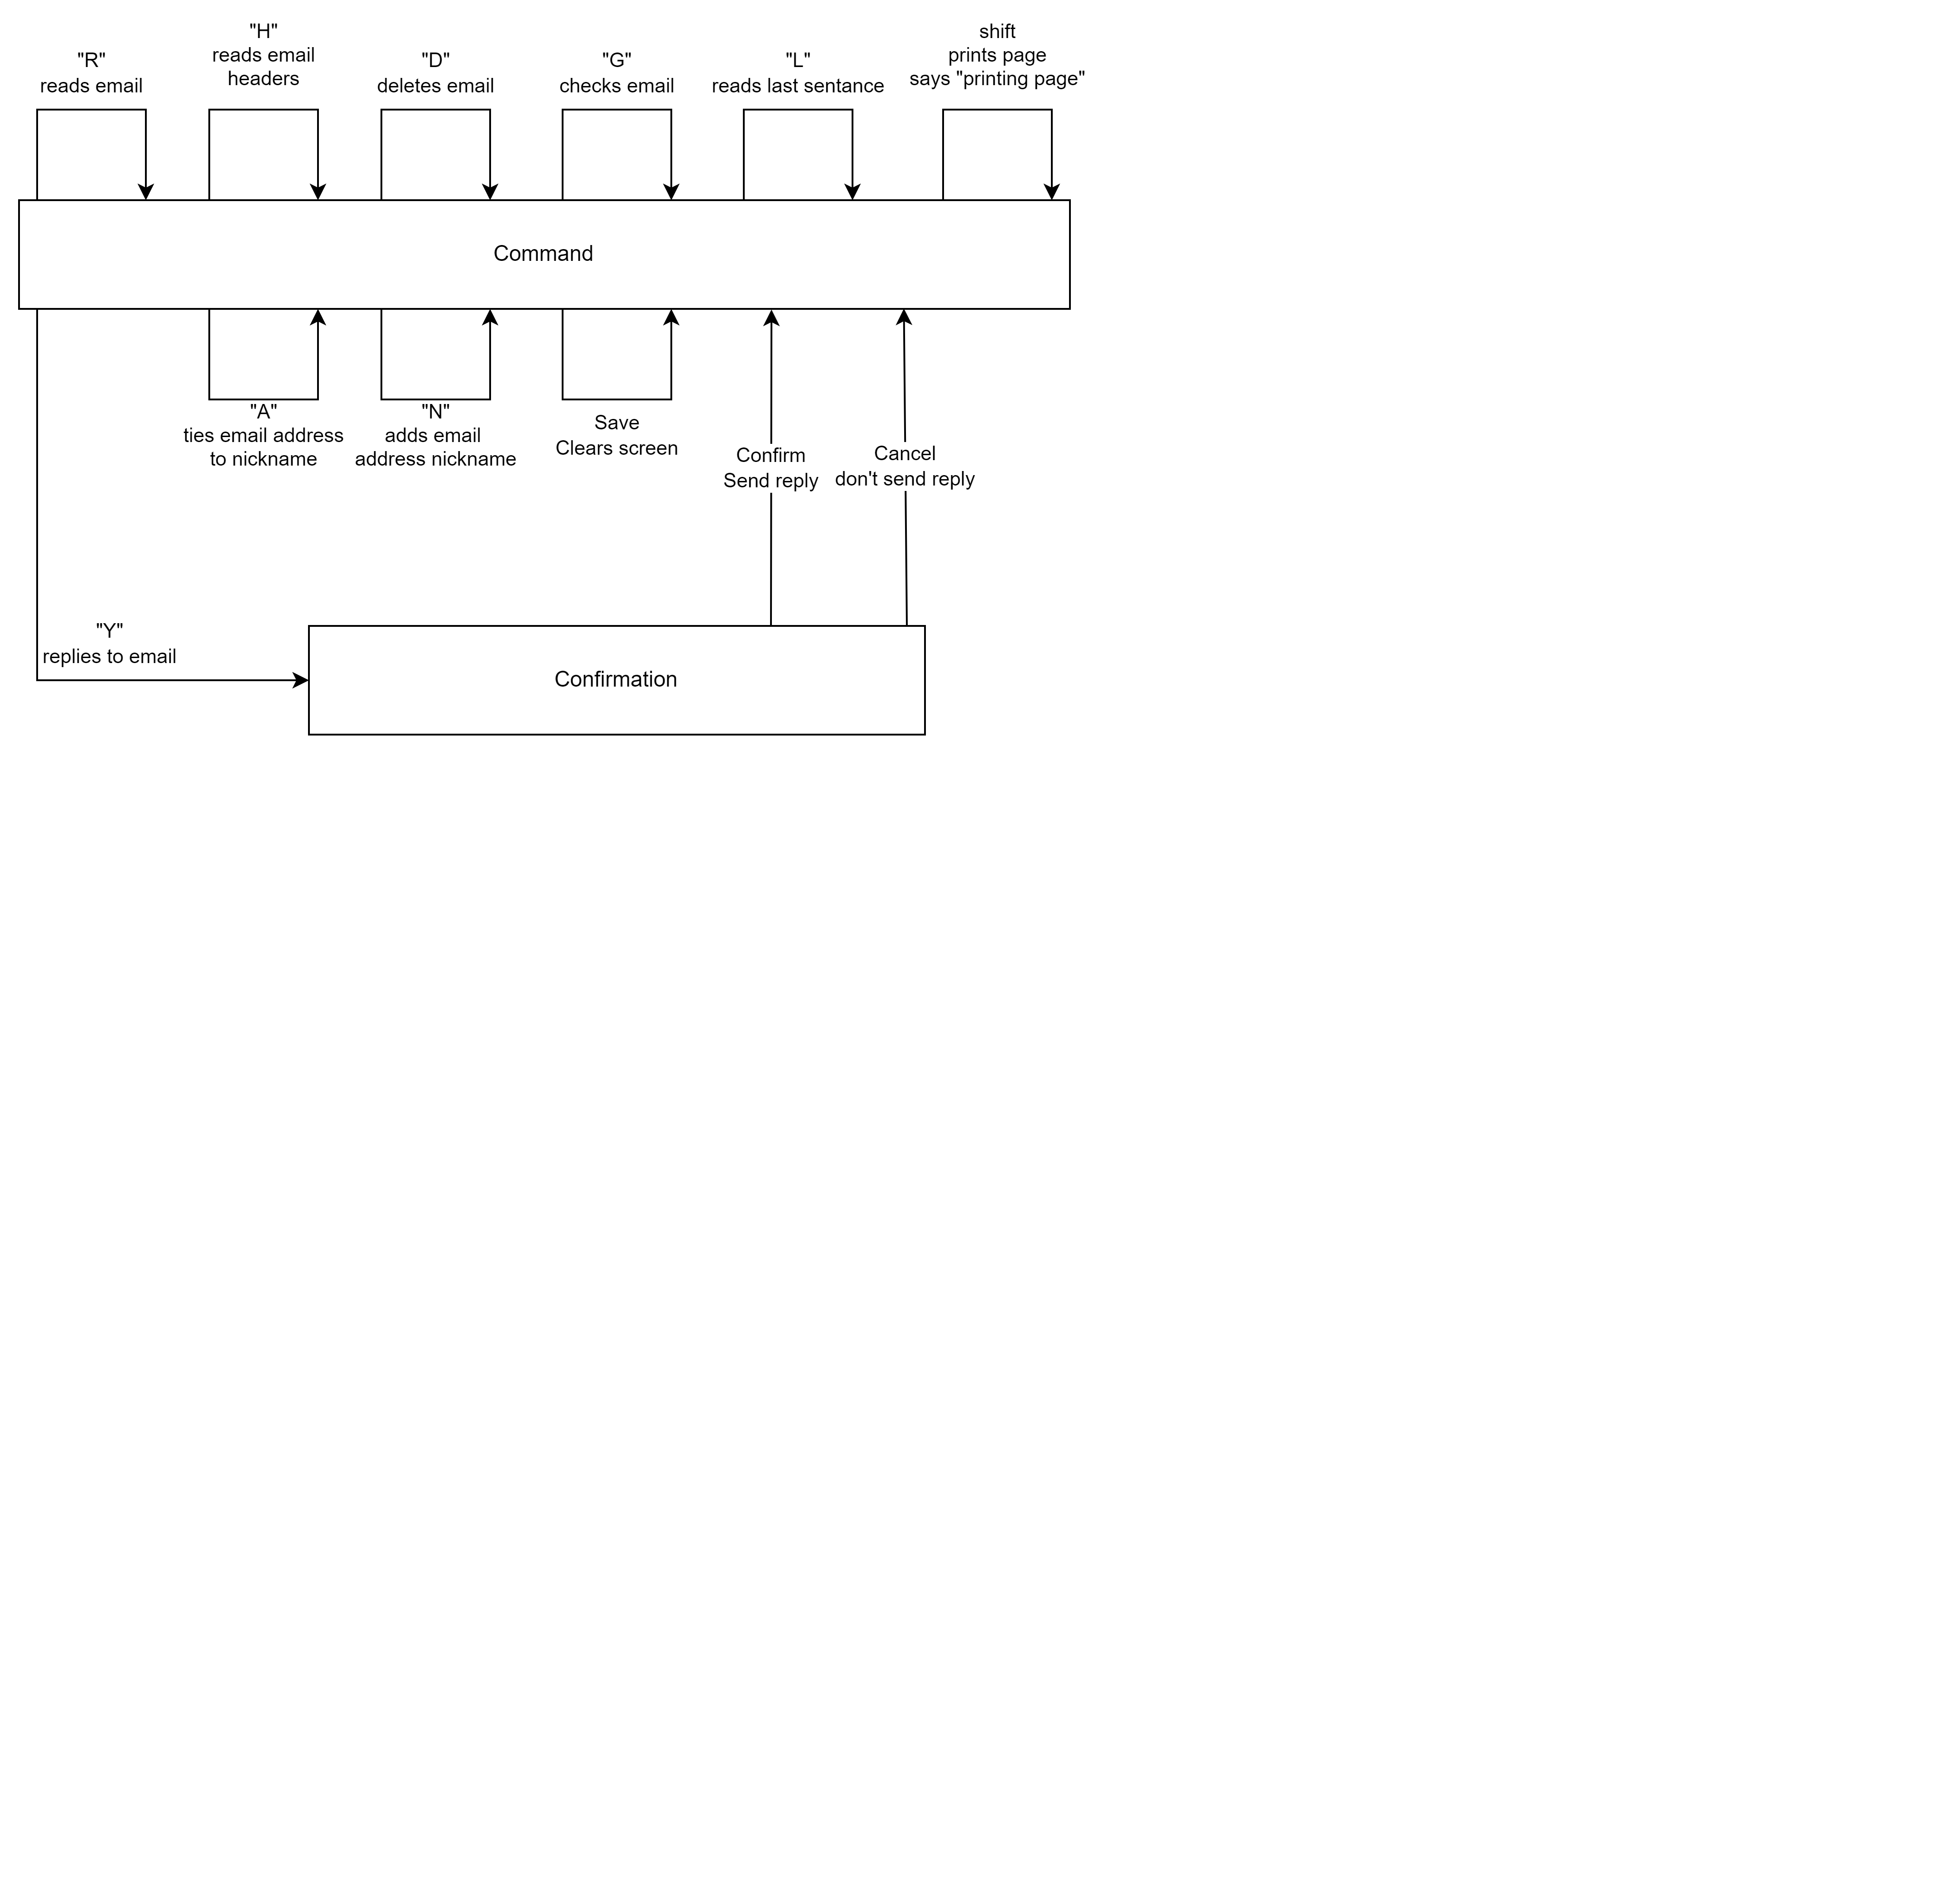 "R"
reads email
"H"
reads email
headers
"D"
deletes email
"G"
checks email
"L"
reads last sentance
shift
prints page
says "printing page"
Command
"A"
ties email address
to nickname
"N"
adds email
address nickname
Save
Clears screen
Confirm
Send reply
Cancel
don't send reply
"Y"
replies to email
Confirmation